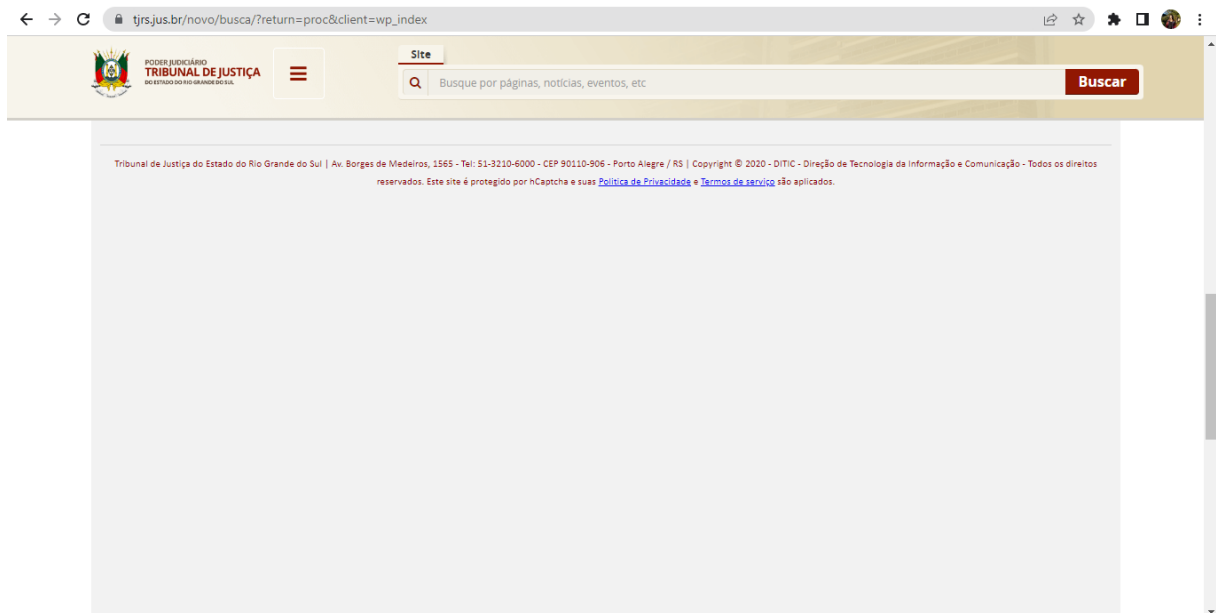 tjrs.jus.br/novo/busca/?return=proc&client=wp_index
PODER JUDICIÁRIO
TRIBUNAL DE JUSTIÇA
DO ESTADO DO RIO GRANDE DO SUL
Site
Busque por páginas, notícias, eventos, etc
Buscar
Tribunal de Justiça do Estado do Rio Grande do Sul | Av. Borges de Medeiros, 1565 - Tel: 51-3210-6000 - CEP 90110-906 - Porto Alegre / RS | Copyright © 2020 - DITIC - Direção de Tecnologia da Informação e Comunicação - Todos os direitos
reservados. Este site é protegido por hCaptcha e suas Política de Privacidade e Termos de serviço são aplicados.